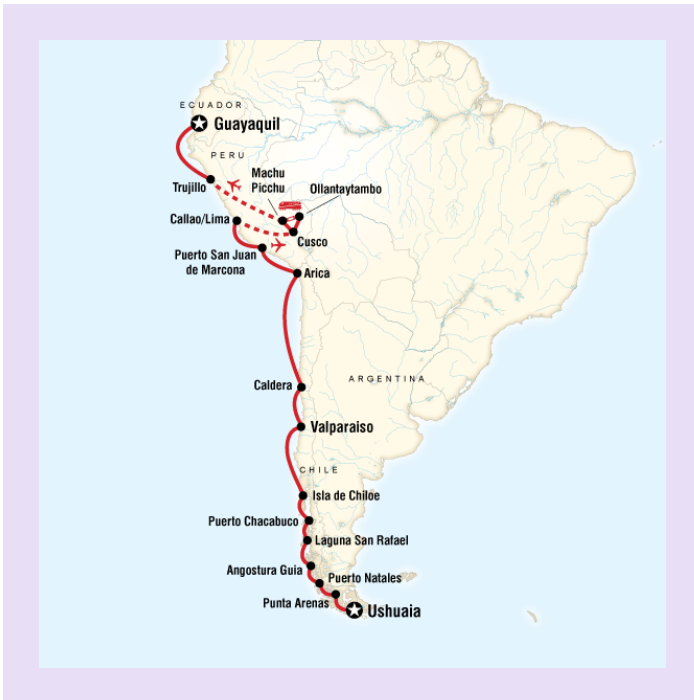 ECUADOR
Guayaquil
PERU
Machu
Picchu
Ollantaytambo
Trujillo
Callao/Lima
Cusco
Puerto San Juan
de Marcona
Arica
Caldera
ARGENTINA
Valparaiso
CHILE
Isla de Chiloe
Puerto Chacabuco
Laguna San Rafael
Angostura Guia
Puerto Natales
Punta Arenas
Ushuaia